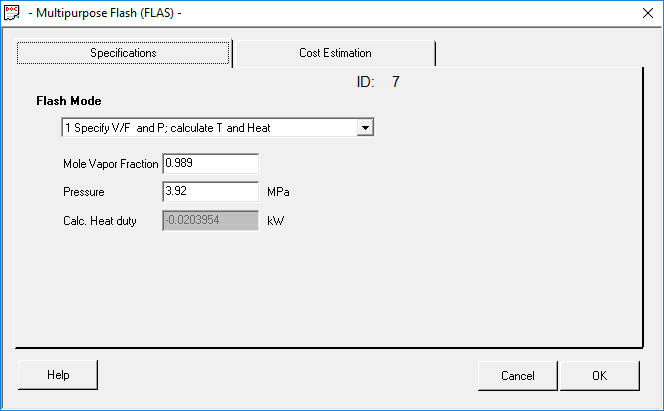 - Multipurpose Flash (FLAS) -
Specifications
Cost Estimation
ID: 7
Flash Mode
1 Specify V/F and P; calculate T and Heat
Mole Vapor Fraction 0.989
Pressure 3.92 MPa
Calc. Heat duty -0.0203954 kW
Help
Cancel
OK